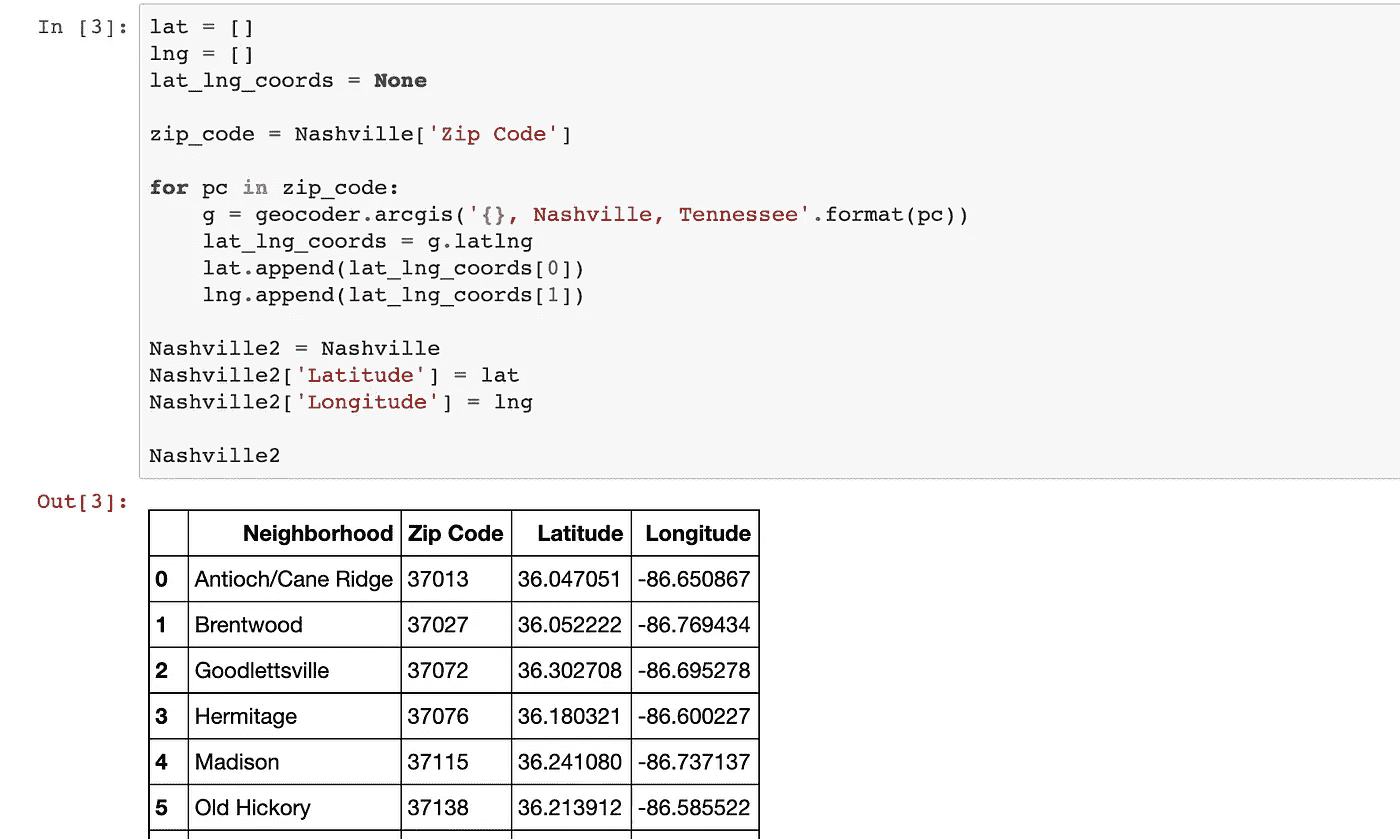 In [3]:
lat = []
lng = []
lat_lng_coords = None
zip_code = Nashville['Zip Code']
for pc in zip_code:
    g = geocoder.arcgis('{}, Nashville, Tennessee'.format(pc))
    lat_lng_coords = g.latlng
    lat.append(lat_lng_coords[0])
    lng.append(lat_lng_coords[1])
Nashville2 = Nashville
Nashville2['Latitude'] = lat
Nashville2['Longitude'] = lng
Nashville2
Out[3]:
Neighborhood Zip Code Latitude Longitude
0 Antioch/Cane Ridge 37013 36.047051 -86.650867
1 Brentwood 37027 36.052222 -86.769434
2 Goodlettsville 37072 36.302708 -86.695278
3 Hermitage 37076 36.180321 -86.600227
4 Madison 37115 36.241080 -86.737137
5 Old Hickory 37138 36.213912 -86.585522